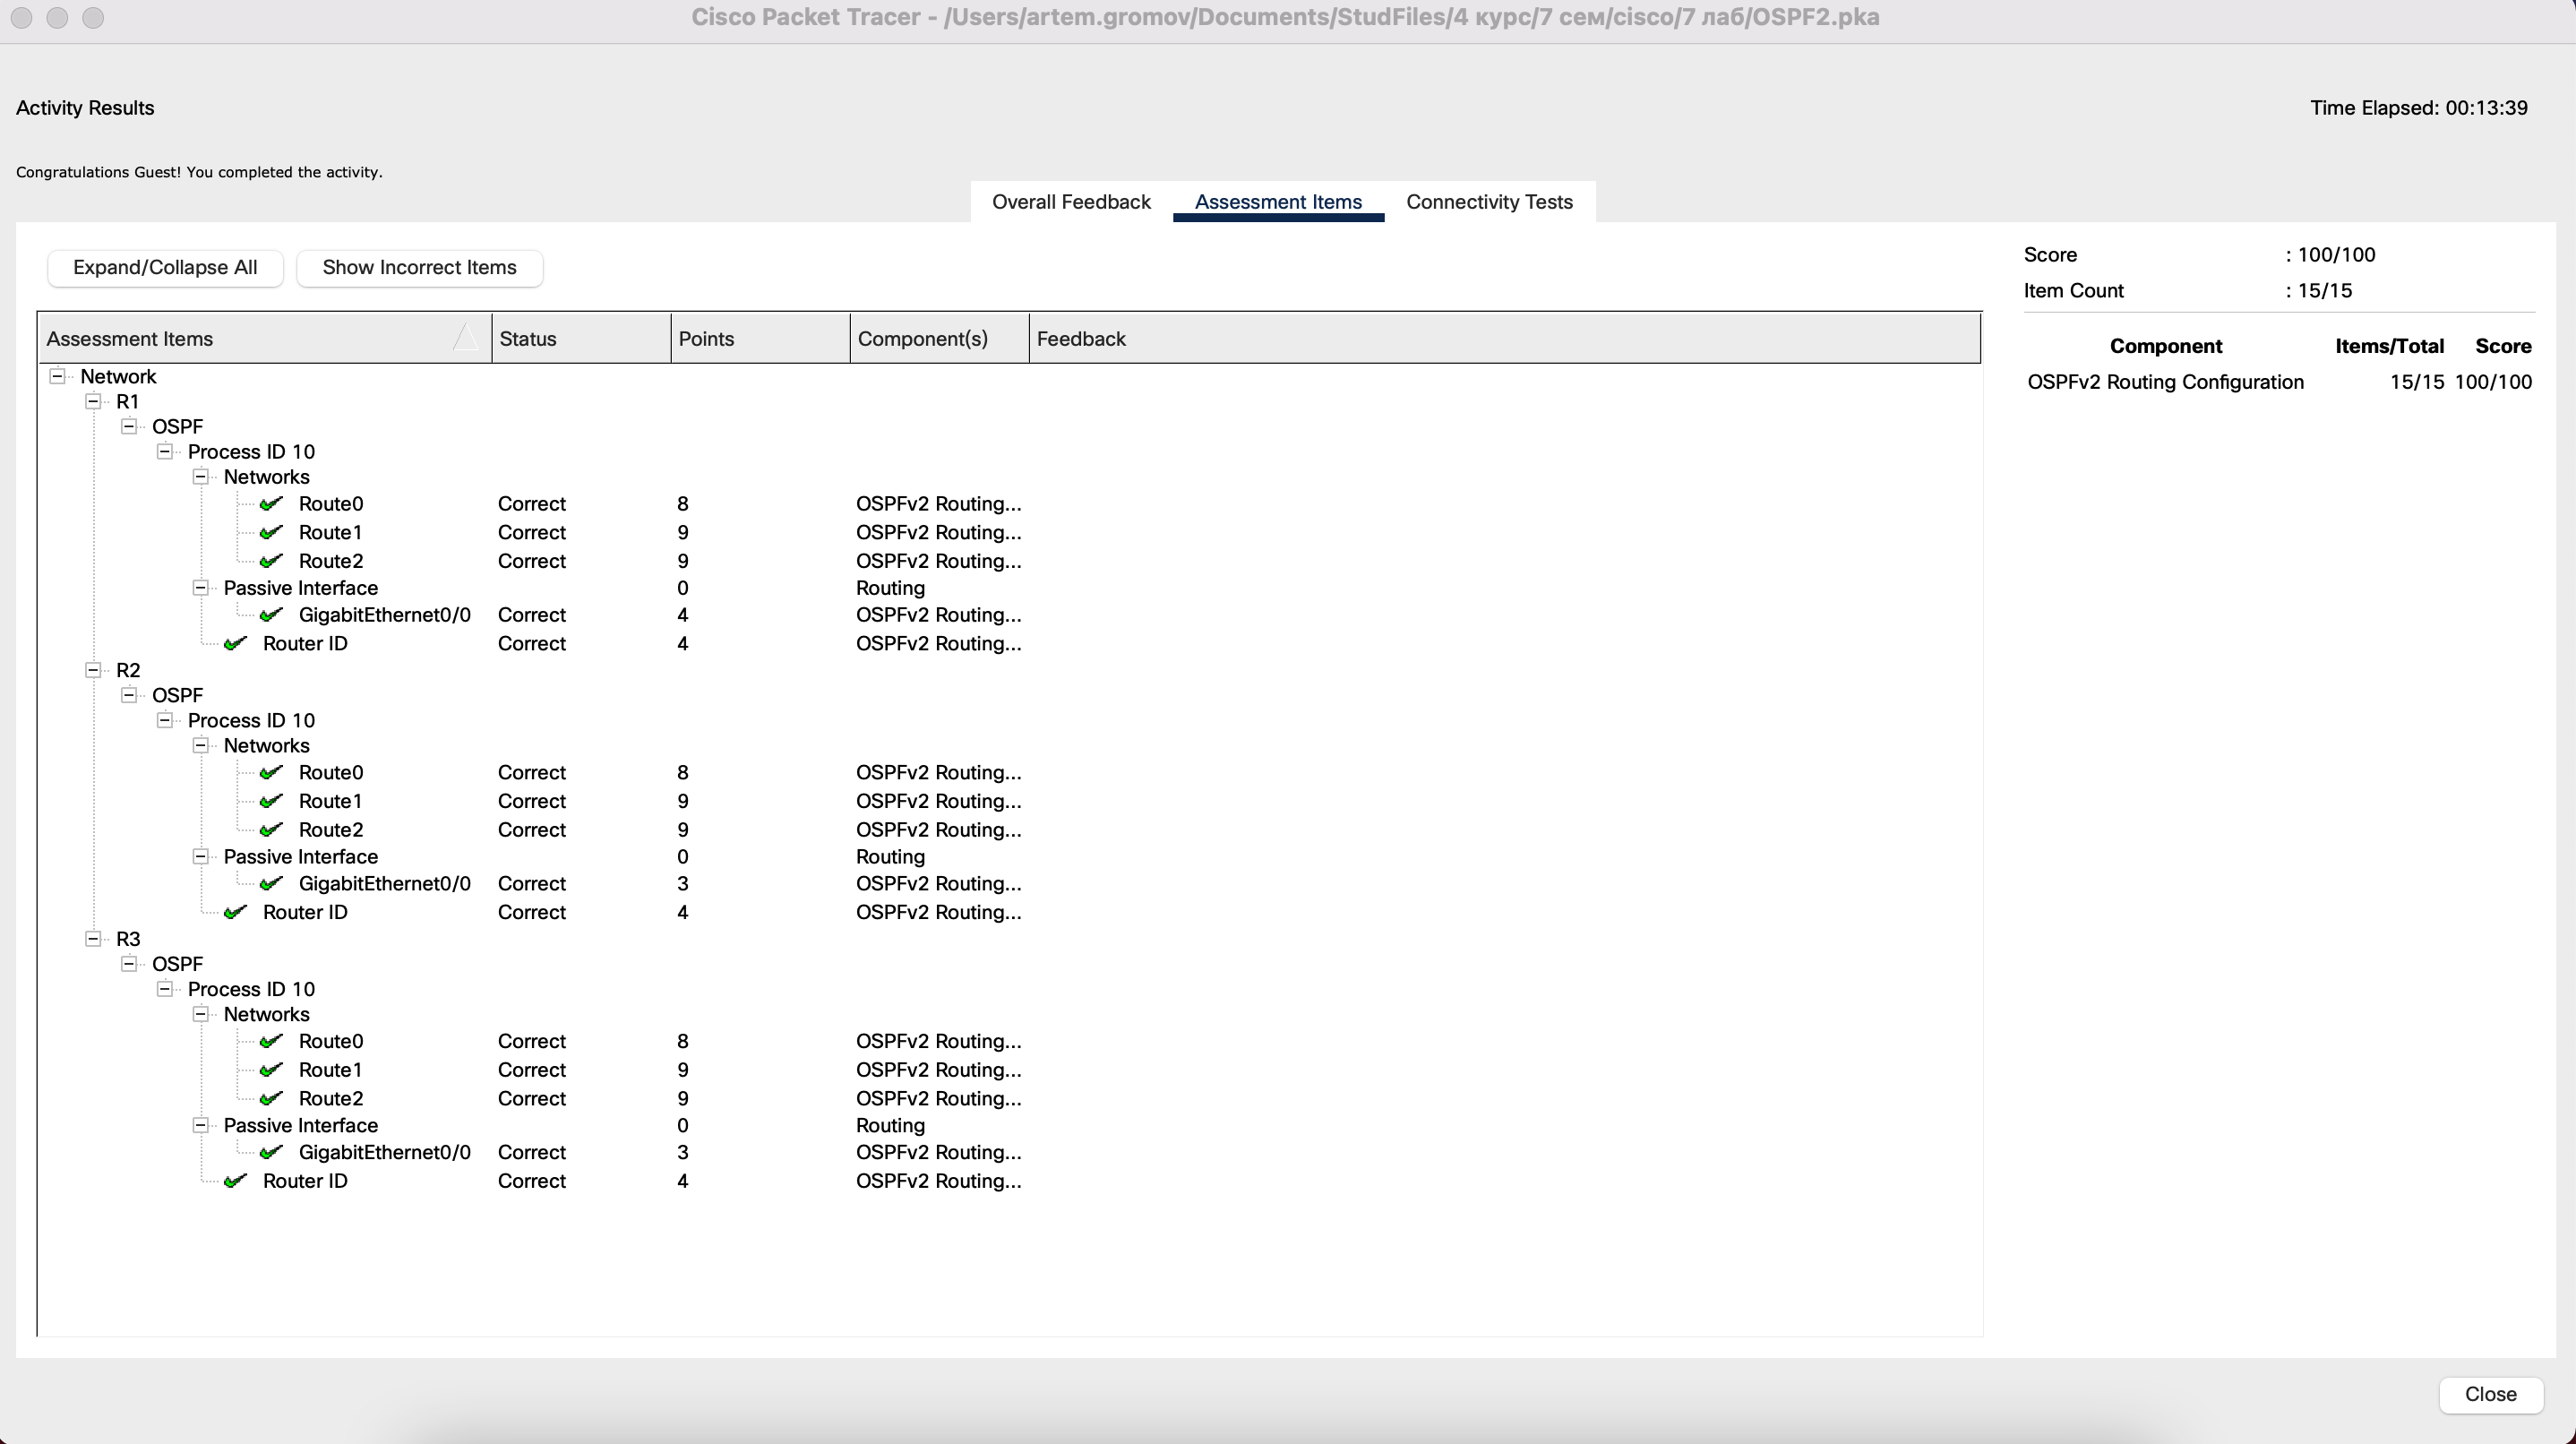 Cisco Packet Tracer - /Users/artem.gromov/Documents/StudFiles/4 курс/7 сем/cisco/7 лаб/OSPF2.pka
Activity Results
Time Elapsed: 00:13:39
Congratulations Guest! You completed the activity.
Overall Feedback Assessment Items Connectivity Tests
Expand/Collapse All Show Incorrect Items
Assessment Items Status Points Component(s) Feedback
Network
R1
OSPF
Process ID 10
Networks
Route0 Correct 8 OSPFv2 Routing...
Route1 Correct 9 OSPFv2 Routing...
Route2 Correct 9 OSPFv2 Routing...
Passive Interface 0 Routing
GigabitEthernet0/0 Correct 4 OSPFv2 Routing...
Router ID Correct 4 OSPFv2 Routing...
R2
OSPF
Process ID 10
Networks
Route0 Correct 8 OSPFv2 Routing...
Route1 Correct 9 OSPFv2 Routing...
Route2 Correct 9 OSPFv2 Routing...
Passive Interface 0 Routing
GigabitEthernet0/0 Correct 3 OSPFv2 Routing...
Router ID Correct 4 OSPFv2 Routing...
R3
OSPF
Process ID 10
Networks
Route0 Correct 8 OSPFv2 Routing...
Route1 Correct 9 OSPFv2 Routing...
Route2 Correct 9 OSPFv2 Routing...
Passive Interface 0 Routing
GigabitEthernet0/0 Correct 3 OSPFv2 Routing...
Router ID Correct 4 OSPFv2 Routing...
Score : 100/100
Item Count : 15/15
Component Items/Total Score
OSPFv2 Routing Configuration 15/15 100/100
Close